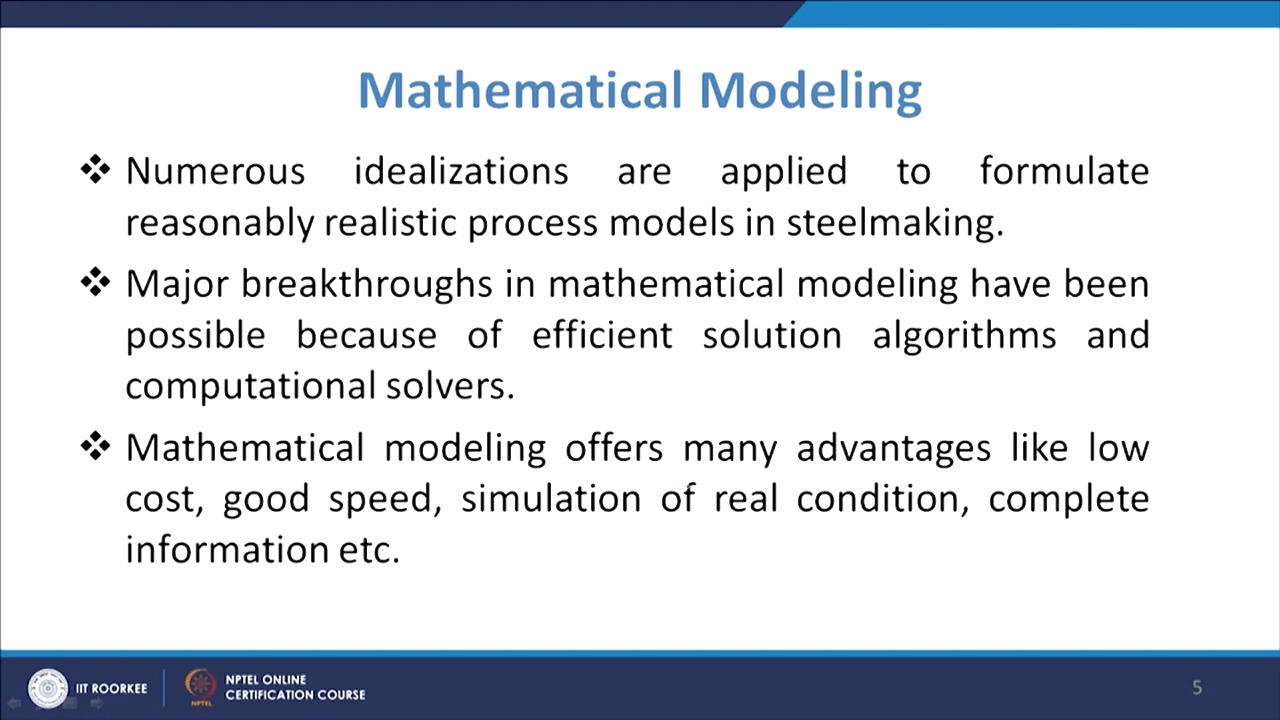 Mathematical Modeling
❖ Numerous idealizations are applied to formulate
reasonably realistic process models in steelmaking.
❖ Major breakthroughs in mathematical modeling have been
possible because of efficient solution algorithms and
computational solvers.
❖ Mathematical modeling offers many advantages like low
cost, good speed, simulation of real condition, complete
information etc.
IIT ROORKEE
NPTEL
NPTEL ONLINE
CERTIFICATION COURSE
5